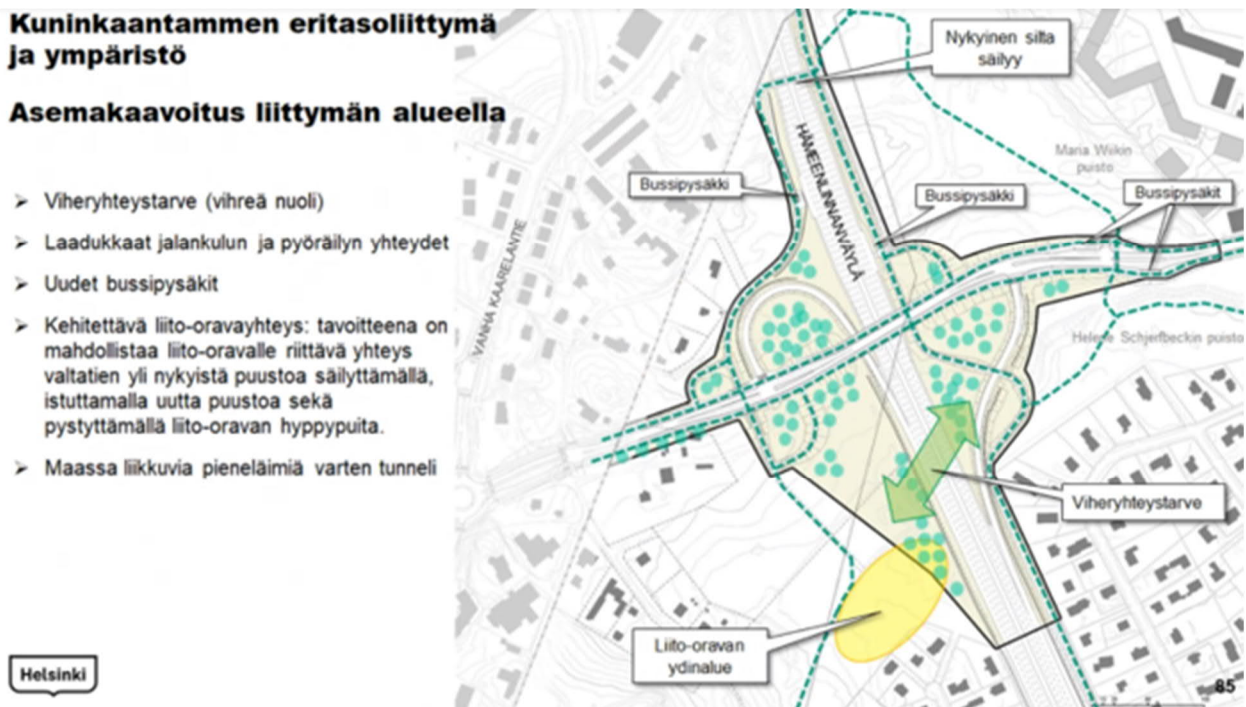 Kuninkaantammen eritasoliittymä
ja ympäristö
Asemakaavoitus liittymän alueella
➢ Viheryhteystarve (vihreä nuoli)
➢ Laadukkaat jalankulun ja pyöräilyn yhteydet
➢ Uudet bussipysäkit
➢ Kehitettävä liito-oravayhteys: tavoitteena on
mahdollistaa liito-oravalle riittävä yhteys
valtatien yli nykyistä puustoa säilyttämällä,
istuttamalla uutta puustoa sekä
pystyttämällä liito-oravan hyppypuita.
➢ Maassa liikkuvia pieneläimiä varten tunneli
Helsinki
Nykyinen silta
säilyy
HÄMEENLINNANVÄYLÄ
Maria Wiikin
puisto
Bussipysäkki
Bussipysäkki
Bussipysäkit
VANHA KAARELANTIE
Helene Schjerfbeckin puisto
Viheryhteystarve
Liito-oravan
ydinalue
85